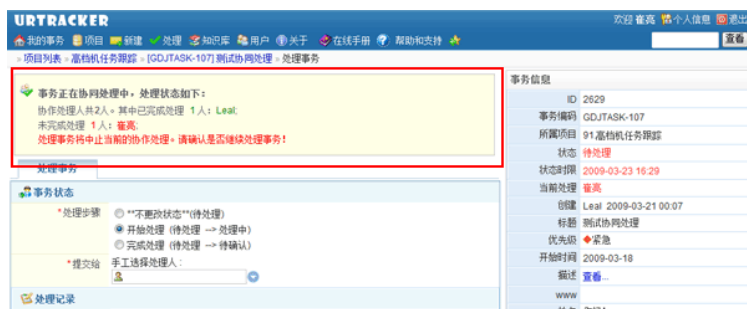 URTRACKER
欢迎 崔亮 个人信息 退出
我的事务 项目 新建 处理 知识库 用户 关于 在线手册 帮助和支持
查看
» 项目列表 » 高档机任务跟踪 » [GDJTASK-107] 测试协网处理 » 处理事务
事务正在协同处理中，处理状态如下：
协作处理人共2人。其中已完成处理 1人：Leal;
未完成处理 1人：崔亮;
处理事务将中止当前的协作处理。请确认是否继续处理事务！
处理事务
事务状态
*处理步骤
**不更改状态**(待处理)
开始处理 (待处理 --> 处理中)
完成处理 (待处理 --> 待确认)
*提交给 手工选择处理人：
处理记录
事务信息
ID 2629
事务编码 GDJTASK-107
所属项目 91.高档机任务跟踪
状态 待处理
状态时限 2009-03-23 16:29
当前处理 崔亮
创建 Leal 2009-03-21 00:07
标题 测试协网处理
优先级 ◆紧急
开始时间 2009-03-18
描述 查看...
www